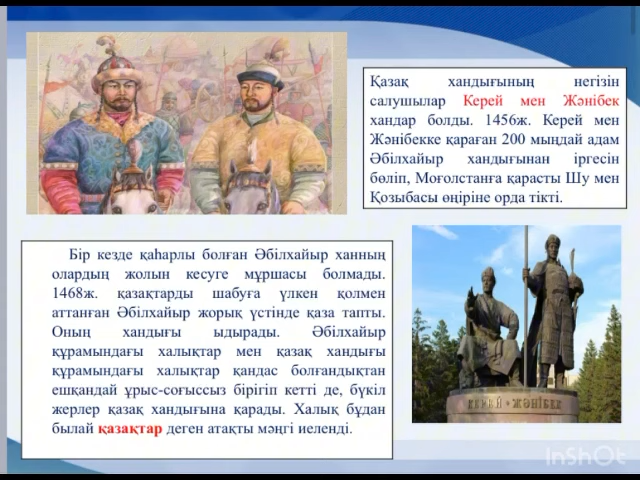 Қазақ хандығының негізін
салушылар Керей мен Жәнібек
хандар болды. 1456ж. Керей мен
Жәнібекке қараған 200 мыңдай адам
Әбілхайыр хандығынан іргесін
бөліп, Моғолстанға қарасты Шу мен
Қозыбасы өңіріне орда тікті.
Бір кезде қаһарлы болған Әбілхайыр ханның
олардың жолын кесуге мұршасы болмады.
1468ж. қазақтарды шабуға үлкен қолмен
аттанған Әбілхайыр жорық үстінде қаза тапты.
Оның хандығы ыдырады. Әбілхайыр
құрамындағы халықтар мен қазақ хандығы
құрамындағы халықтар қандас болғандықтан
ешқандай ұрыс-соғыссыз бірігіп кетті де, бүкіл
жерлер қазақ хандығына қарады. Халық бұдан
былай қазақтар деген атақты мәңгі иеленді.
КЕРЕЙ • ЖӘНІБЕК
InShOt